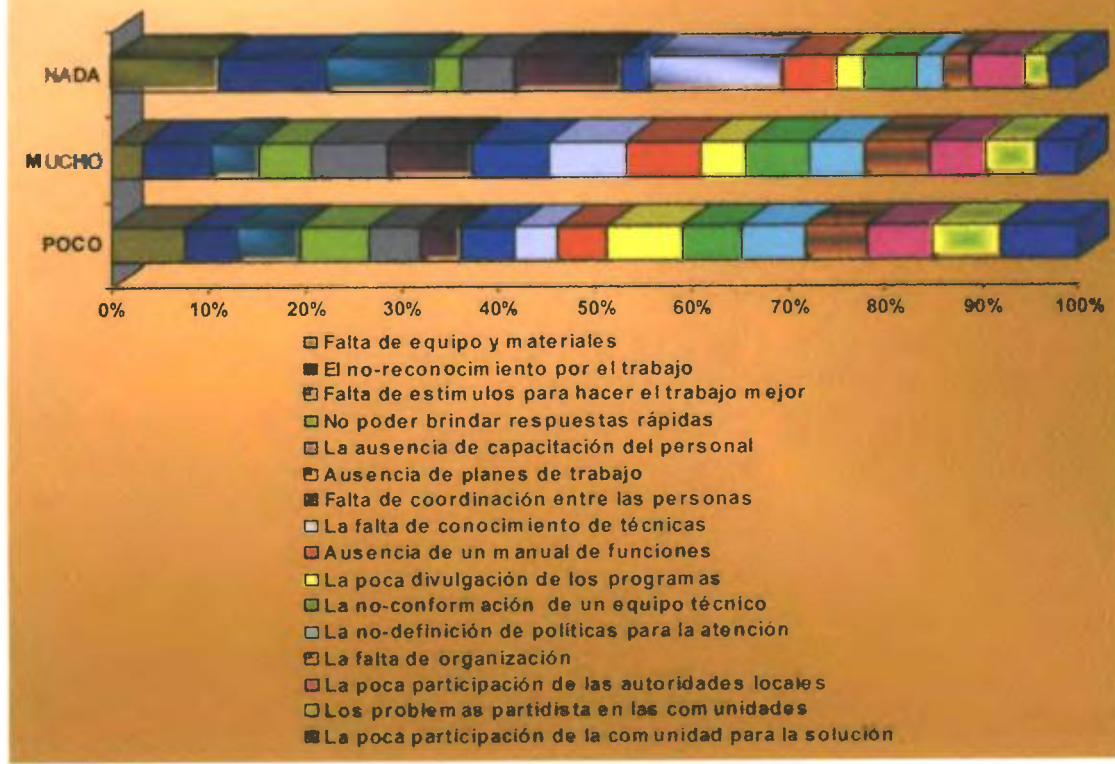 NADA
MUCHO
POCO
0% 10% 20% 30% 40% 50% 60% 70% 80% 90% 100%
Falta de equipo y materiales
El no-reconocimiento por el trabajo
Falta de estimulos para hacer el trabajo mejor
No poder brindar respuestas rápidas
La ausencia de capacitación del personal
Ausencia de planes de trabajo
Falta de coordinación entre las personas
La falta de conocimiento de técnicas
Ausencia de un manual de funciones
La poca divulgación de los programas
La no-conformación de un equipo técnico
La no-definición de políticas para la atención
La falta de organización
La poca participación de las autoridades locales
Los problemas partidista en las comunidades
La poca participación de la comunidad para la solución